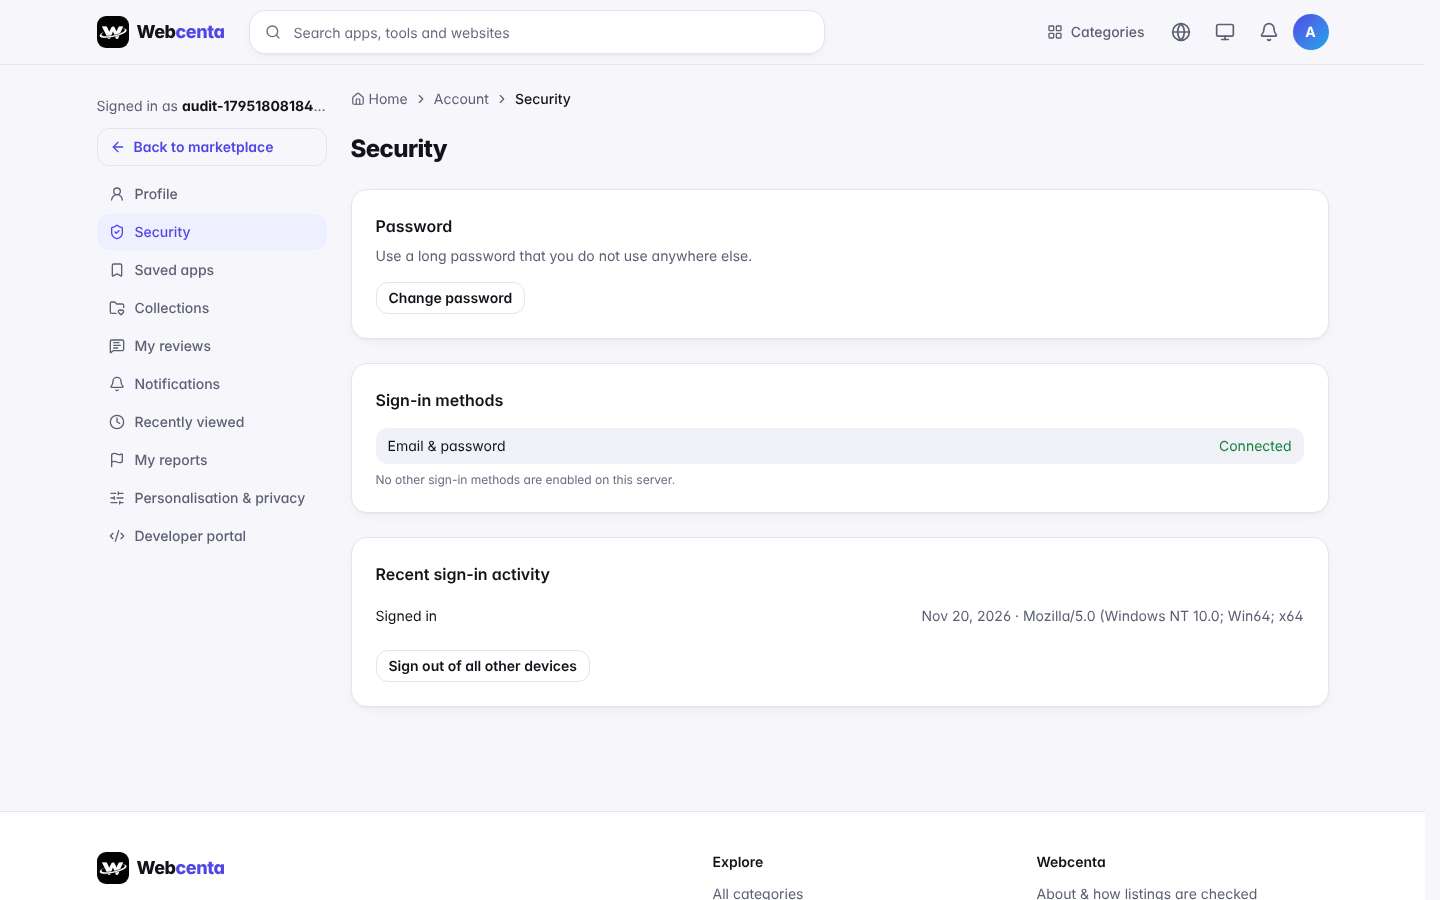 Webcenta
Search apps, tools and websites
Categories
A
Signed in as audit-17951808184...
Back to marketplace
Profile
Security
Saved apps
Collections
My reviews
Notifications
Recently viewed
My reports
Personalisation & privacy
Developer portal
Home > Account > Security
Security
Password
Use a long password that you do not use anywhere else.
Change password
Sign-in methods
Email & password Connected
No other sign-in methods are enabled on this server.
Recent sign-in activity
Signed in Nov 20, 2026 · Mozilla/5.0 (Windows NT 10.0; Win64; x64
Sign out of all other devices
Webcenta
Explore
All categories
Webcenta
About & how listings are checked